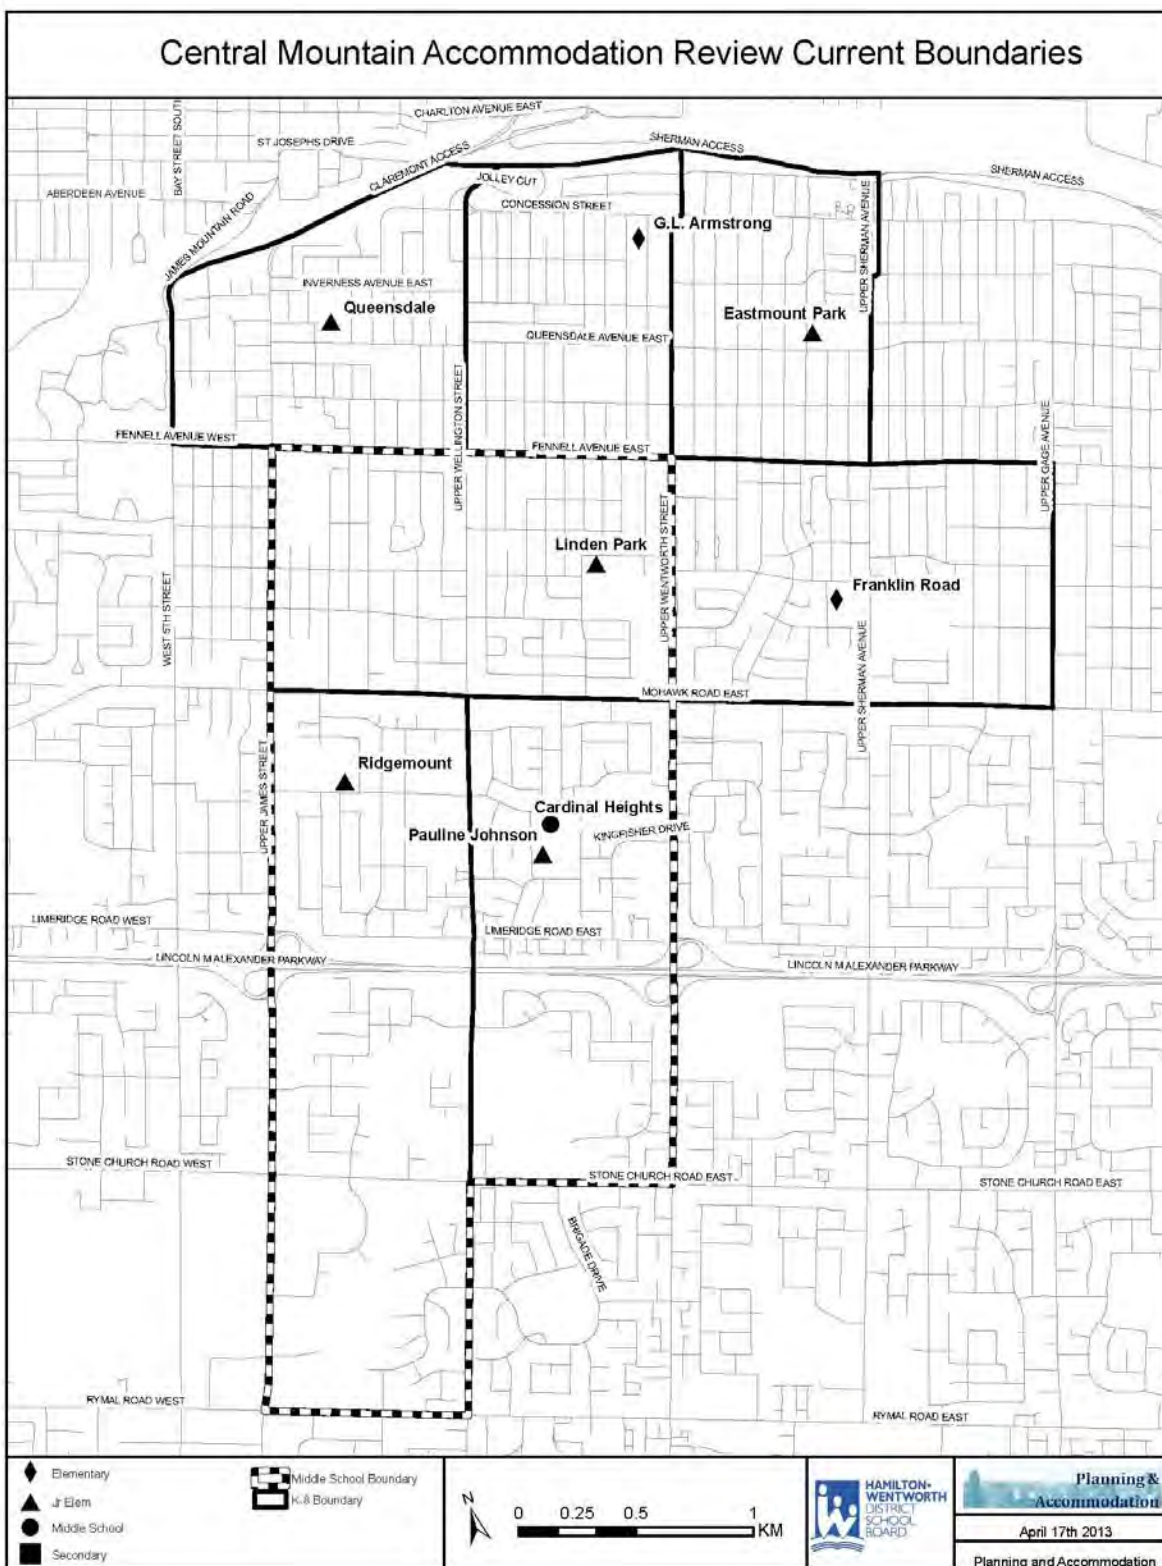 Central Mountain Accommodation Review Current Boundaries
CHARLTON AVENUE EAST
BAY STREET SOUTH
ST JOSEPHS DRIVE
CLAREMONT ACCESS
SHERMAN ACCESS
SHERMAN ACCESS
ABERDEEN AVENUE
JAMES MOUNTAIN ROAD
JOLLEY CUT
CONCESSION STREET
UPPER SHERMAN AVENUE
G.L. Armstrong
INVERNESS AVENUE EAST
Queensdale
Eastmount Park
QUEENSDALE AVENUE EAST
UPPER WELLINGTON STREET
FENNELL AVENUE WEST
FENNELL AVENUE EAST
UPPER GAGE AVENUE
Linden Park
UPPER WENTWORTH STREET
Franklin Road
WEST 5TH STREET
UPPER SHERMAN AVENUE
MOHAWK ROAD EAST
UPPER JAMES STREET
Ridgemount
Cardinal Heights
Pauline Johnson
KINGFISHER DRIVE
LIMERIDGE ROAD WEST
LIMERIDGE ROAD EAST
LINCOLN M ALEXANDER PARKWAY
LINCOLN M ALEXANDER PARKWAY
STONE CHURCH ROAD WEST
STONE CHURCH ROAD EAST
STONE CHURCH ROAD EAST
BRIGADE DRIVE
RYMAL ROAD WEST
RYMAL ROAD EAST
Elementary
Jr Elem
Middle School
Secondary
Middle School Boundary
K-8 Boundary
N
0 0.25 0.5 1
KM
HAMILTON-
WENTWORTH
DISTRICT
SCHOOL
BOARD
Planning &
Accommodation
April 17th 2013
Planning and Accommodation